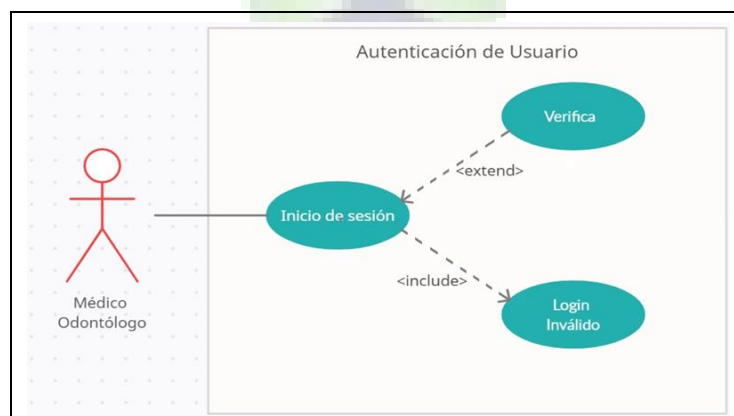 Autenticación de Usuario
Verifica
<extend>
Inicio de sesión
<include>
Login
Inválido
Médico
Odontólogo